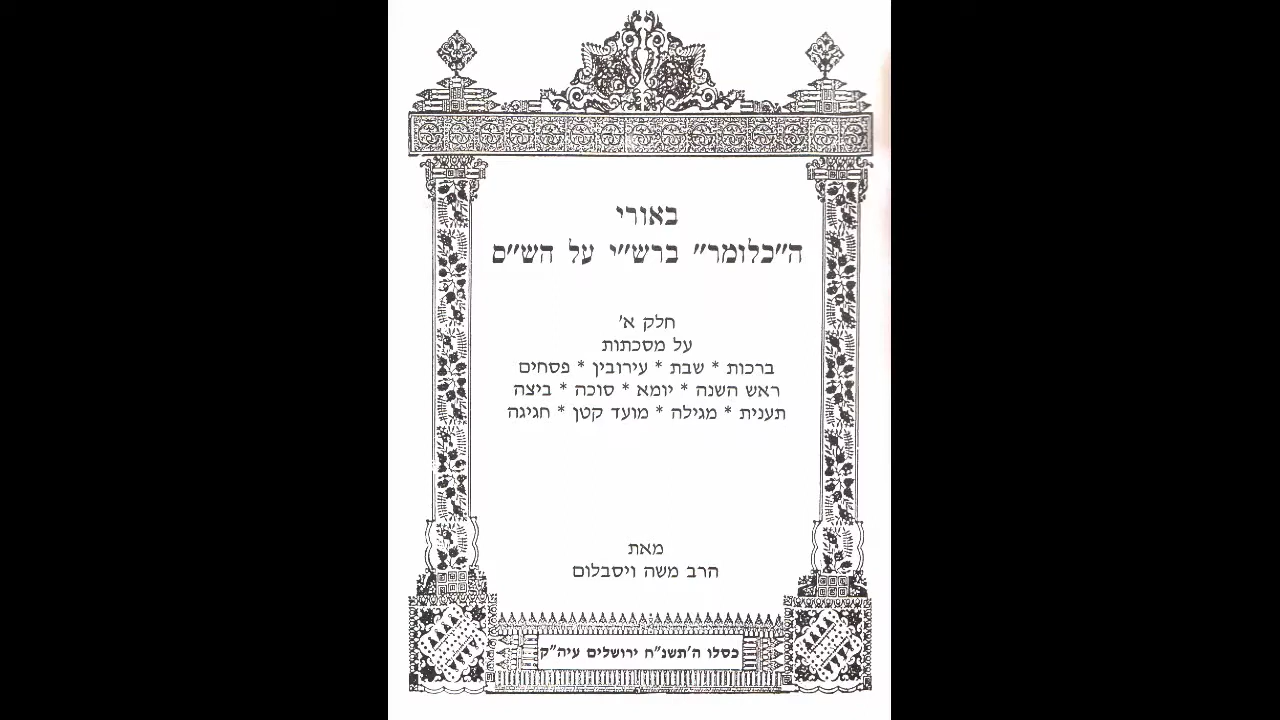 באורי
ה"כלומר" ברש"י על הש"ס
חלק א'
על מסכתות
ברכות * שבת * עירובין * פסחים
ראש השנה * יומא * סוכה * ביצה
תענית * מגילה * מועד קטן * חגיגה
מאת
הרב משה ויסבלום
כסלו ה'תשנ"ח ירושלים עיה"ק